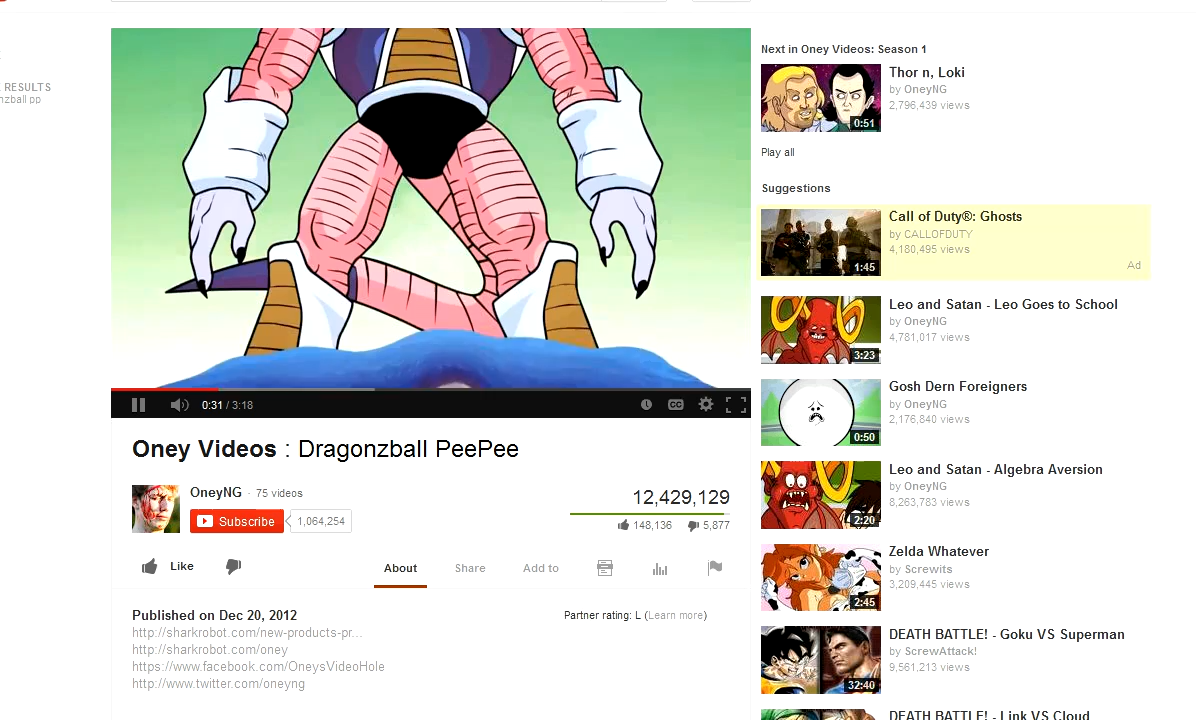 RESULTS
nzball pp
0:31 / 3:18
CC
Oney Videos : Dragonzball PeePee
OneyNG · 75 videos
Subscribe
1,064,254
12,429,129
148,136
5,877
Like
About
Share
Add to
Published on Dec 20, 2012
Partner rating: L (Learn more)
http://sharkrobot.com/new-products-pr...
http://sharkrobot.com/oney
https://www.facebook.com/OneysVideoHole
http://www.twitter.com/oneyng
Next in Oney Videos: Season 1
Thor n, Loki
by OneyNG
2,796,439 views
0:51
Play all
Suggestions
Call of Duty®: Ghosts
by CALLOFDUTY
4,180,495 views
1:45
Ad
Leo and Satan - Leo Goes to School
by OneyNG
4,781,017 views
3:23
Gosh Dern Foreigners
by OneyNG
2,176,840 views
0:50
Leo and Satan - Algebra Aversion
by OneyNG
8,263,783 views
2:20
Zelda Whatever
by Screwits
3,209,445 views
2:45
DEATH BATTLE! - Goku VS Superman
by ScrewAttack!
9,561,213 views
32:40
DEATH BATTLE! - Link VS Cloud